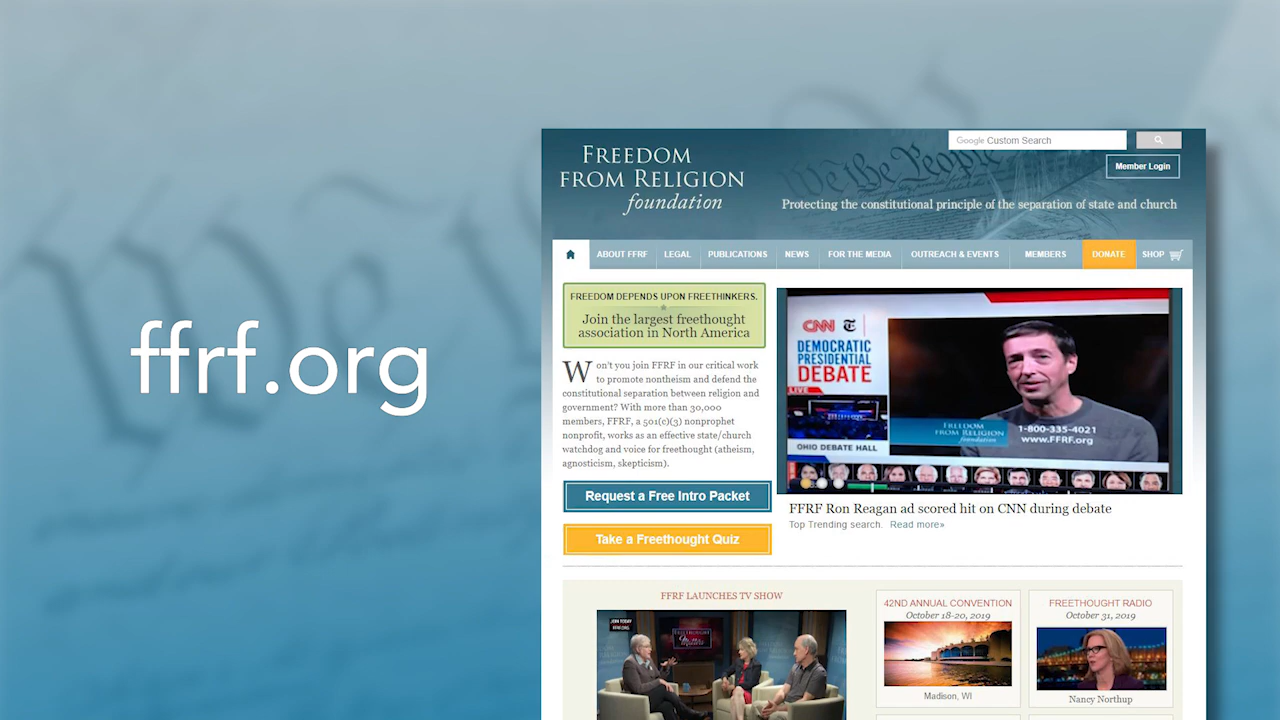 ffrf.org
FREEDOM
FROM RELIGION
foundation
Google Custom Search
Member Login
We the People
Protecting the constitutional principle of the separation of state and church
ABOUT FFRF LEGAL PUBLICATIONS NEWS FOR THE MEDIA OUTREACH & EVENTS MEMBERS DONATE SHOP
FREEDOM DEPENDS UPON FREETHINKERS.
Join the largest freethought
association in North America
Won't you join FFRF in our critical work
to promote nontheism and defend the
constitutional separation between religion and
government? With more than 30,000
members, FFRF, a 501(c)(3) nonprophet
nonprofit, works as an effective state/church
watchdog and voice for freethought (atheism,
agnosticism, skepticism).
Request a Free Intro Packet
Take a Freethought Quiz
CNN
DEMOCRATIC
PRESIDENTIAL
DEBATE
LIVE
OHIO DEBATE HALL
FREEDOM
FROM RELIGION
foundation
1-800-335-4021
www.FFRF.org
FFRF Ron Reagan ad scored hit on CNN during debate
Top Trending search. Read more»
FFRF LAUNCHES TV SHOW
JOIN TODAY
FREETHOUGHT
Matters
42ND ANNUAL CONVENTION
October 18-20, 2019
Madison, WI
FREETHOUGHT RADIO
October 31, 2019
Nancy Northup